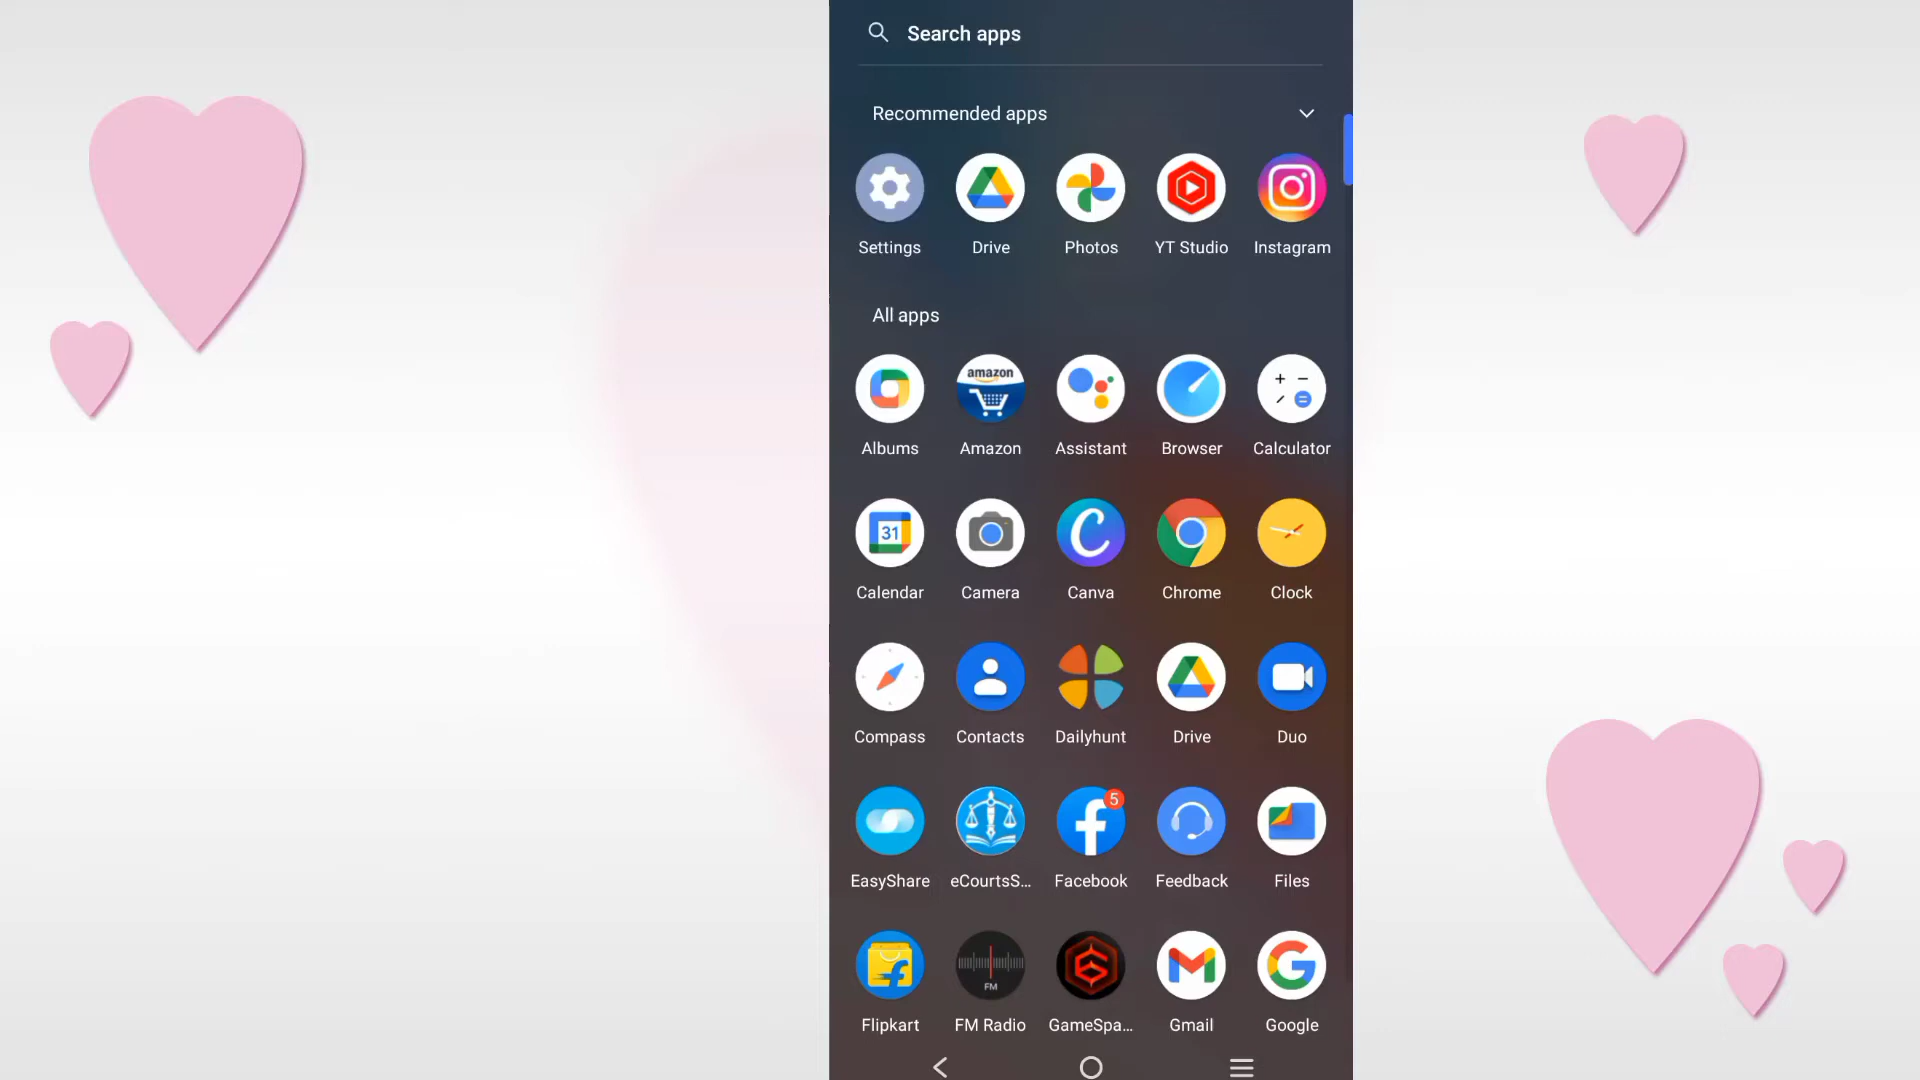 Search apps
Recommended apps
Settings Drive Photos YT Studio Instagram
All apps
amazon
Albums Amazon Assistant Browser Calculator
31
Calendar Camera Canva Chrome Clock
Compass Contacts Dailyhunt Drive Duo
5
EasyShare eCourtsS... Facebook Feedback Files
FM
Flipkart FM Radio GameSpa... Gmail Google